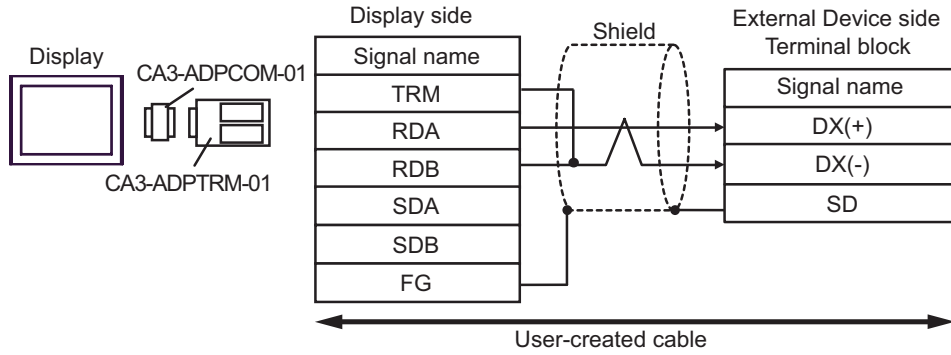 Display
CA3-ADPCOM-01
CA3-ADPTRM-01
Display side
Signal name
TRM
RDA
RDB
SDA
SDB
FG
Shield
External Device side
Terminal block
Signal name
DX(+)
DX(-)
SD
User-created cable